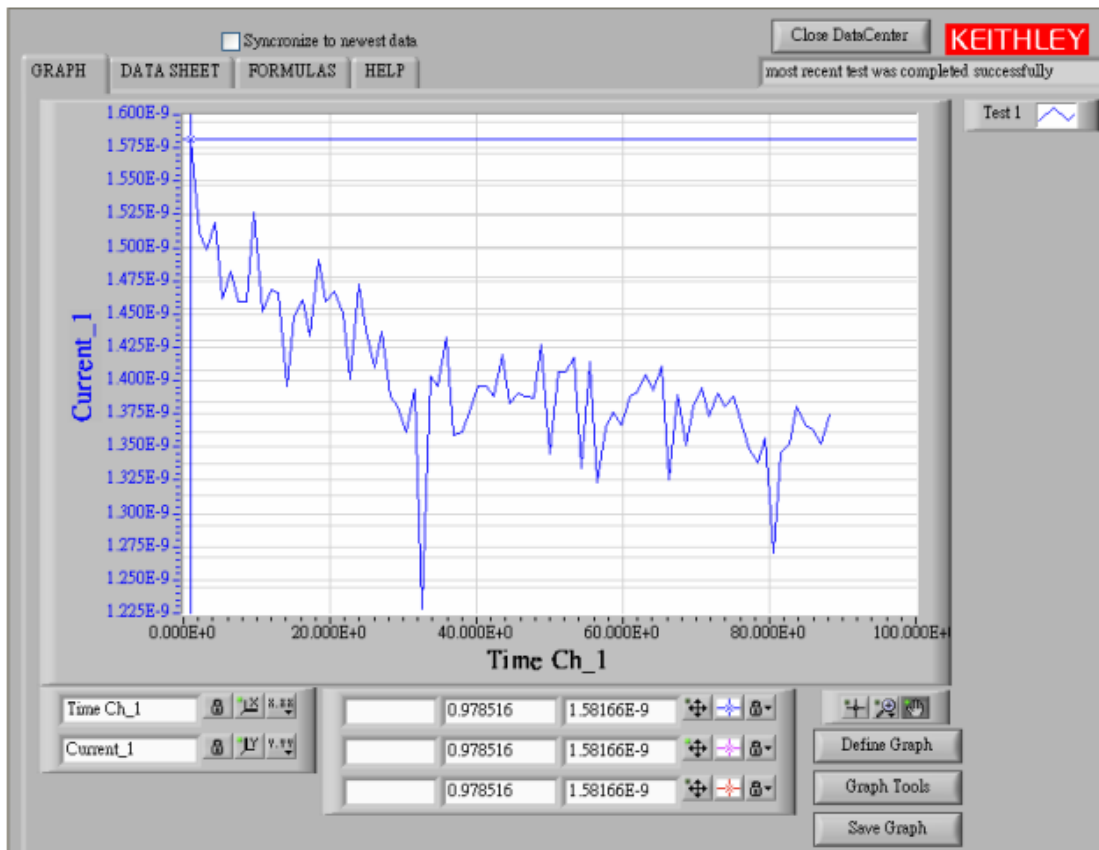 Syncronize to newest data
Close DataCenter
KEITHLEY
GRAPH
DATA SHEET
FORMULAS
HELP
most recent test was completed successfully
Test 1
1.600E-9
1.575E-9
1.550E-9
1.525E-9
1.500E-9
1.475E-9
1.450E-9
1.425E-9
1.400E-9
1.375E-9
1.350E-9
1.325E-9
1.300E-9
1.275E-9
1.250E-9
1.225E-9
Current_1
0.000E+0
20.000E+0
40.000E+0
60.000E+0
80.000E+0
100.000E+0
Time Ch_1
Time Ch_1
X
X.XX
Current_1
Y
Y.YY
0.978516
1.58166E-9
0.978516
1.58166E-9
0.978516
1.58166E-9
Define Graph
Graph Tools
Save Graph